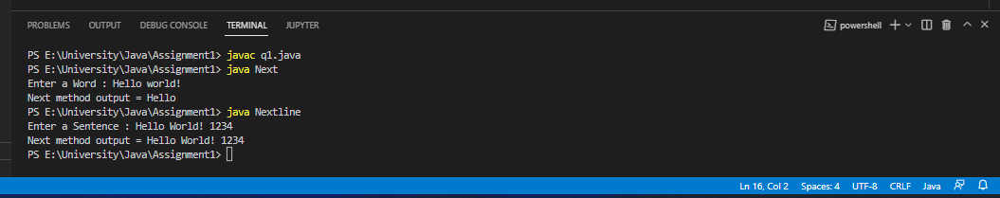 PROBLEMS OUTPUT DEBUG CONSOLE TERMINAL JUPYTER powershell
PS E:\University\Java\Assignment1> javac q1.java
PS E:\University\Java\Assignment1> java Next
Enter a Word : Hello world!
Next method output = Hello
PS E:\University\Java\Assignment1> java Nextline
Enter a Sentence : Hello World! 1234
Next method output = Hello World! 1234
PS E:\University\Java\Assignment1>
Ln 16, Col 2 Spaces: 4 UTF-8 CRLF Java